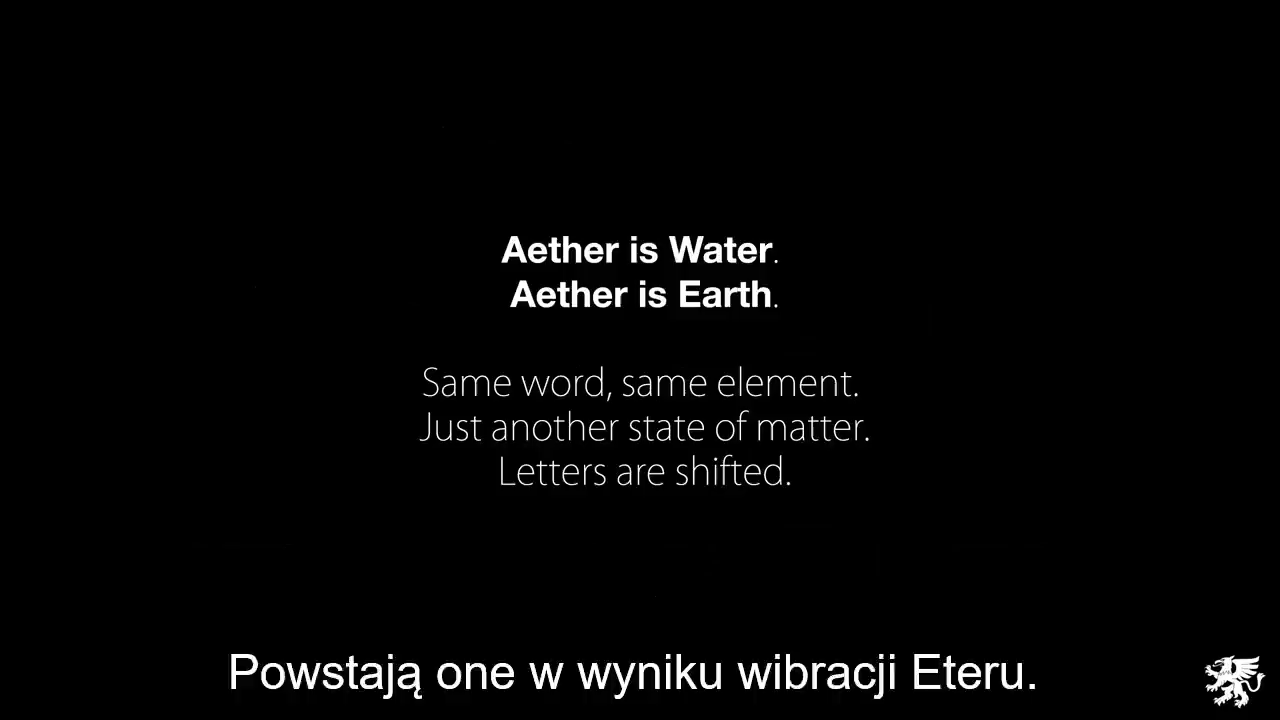 Aether is Water.
Aether is Earth.
Same word, same element.
Just another state of matter.
Letters are shifted.
Powstają one w wyniku wibracji Eteru.